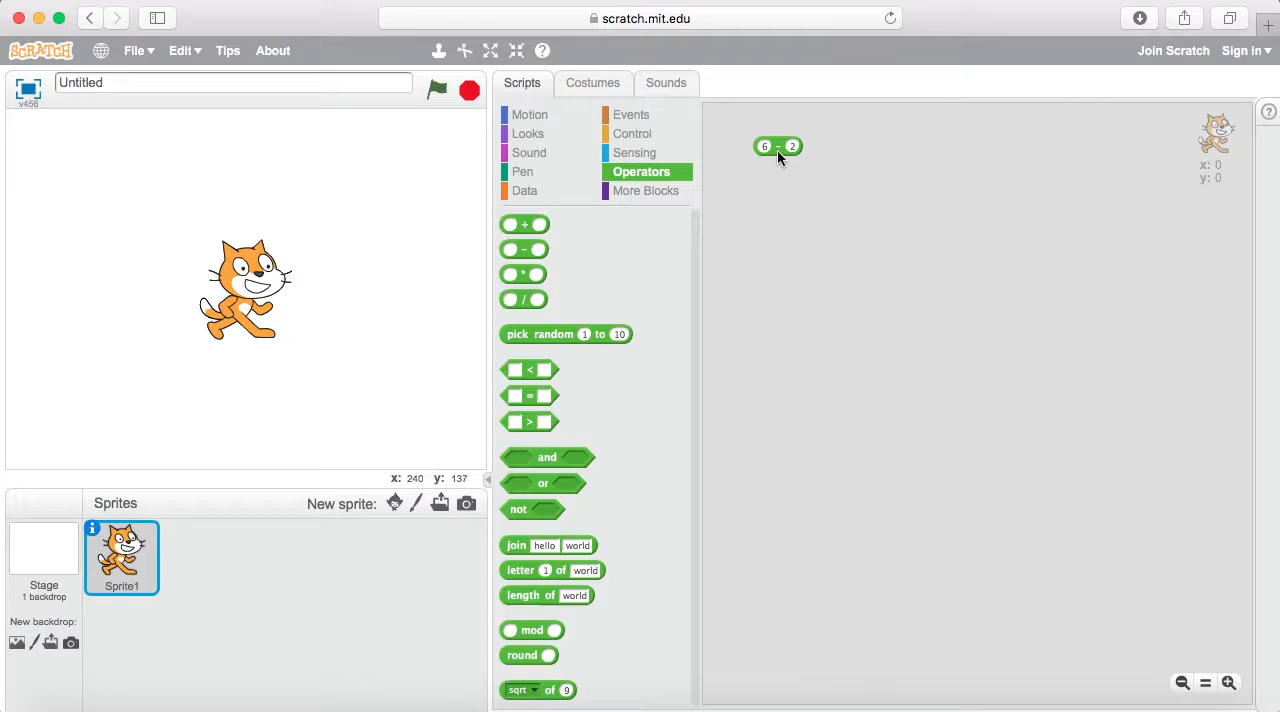 scratch.mit.edu
SCRATCH File Edit Tips About Join Scratch Sign in
v456 Untitled
Scripts Costumes Sounds
Motion Events
Looks Control
Sound Sensing
Pen Operators
Data More Blocks
6 - 2
x: 0
y: 0
+
-
*
/
pick random 1 to 10
<
=
>
and
or
not
join hello world
letter 1 of world
length of world
mod
round
sqrt of 9
x: 240 y: 137
Sprites New sprite:
Stage
1 backdrop
New backdrop:
Sprite1